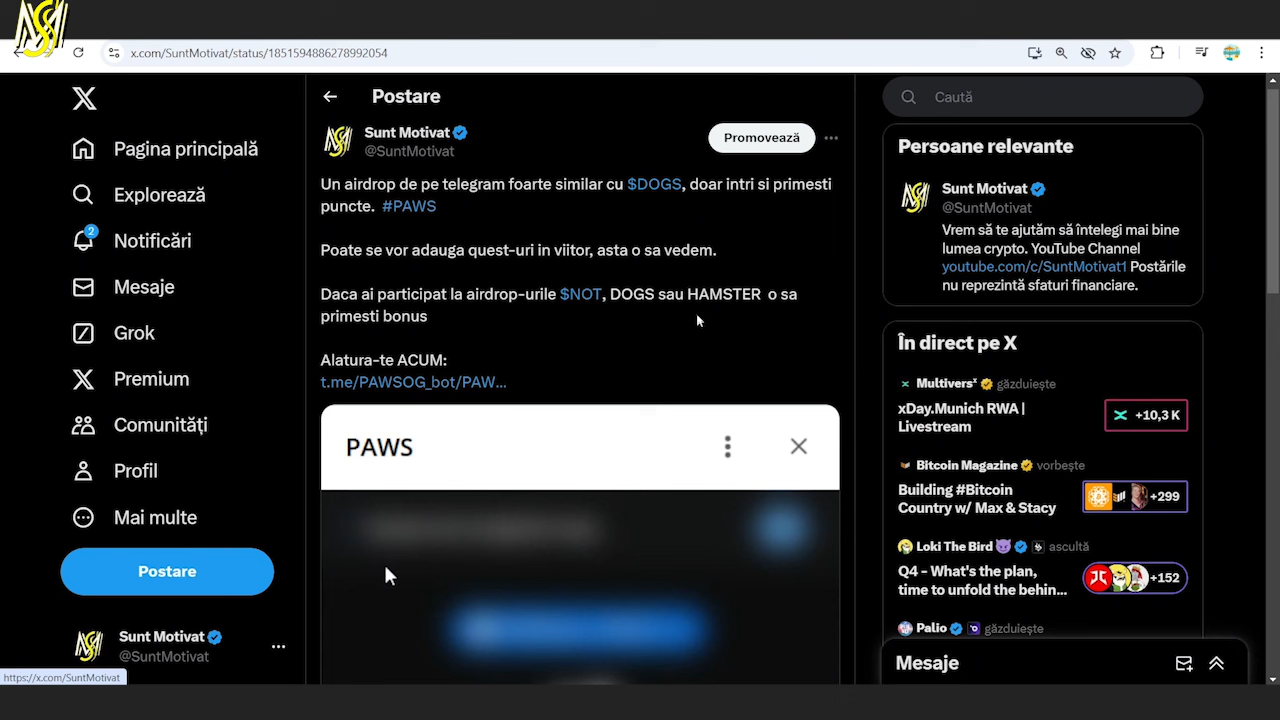 x.com/SuntMotivat/status/1851594886278992054
Pagina principală
Explorează
2
Notificări
Mesaje
Grok
Premium
Comunități
Profil
Mai multe
Postare
Sunt Motivat
@SuntMotivat
https://x.com/SuntMotivat
Postare
Sunt Motivat
@SuntMotivat
Promovează
Un airdrop de pe telegram foarte similar cu $DOGS, doar intri si primesti
puncte. #PAWS
Poate se vor adauga quest-uri in viitor, asta o sa vedem.
Daca ai participat la airdrop-urile $NOT, DOGS sau HAMSTER o sa
primesti bonus
Alatura-te ACUM:
t.me/PAWSOG_bot/PAW...
PAWS
Caută
Persoane relevante
Sunt Motivat
@SuntMotivat
Vrem să te ajutăm să întelegi mai bine
lumea crypto. YouTube Channel
youtube.com/c/SuntMotivat1 Postările
nu reprezintă sfaturi financiare.
În direct pe X
Multiversˣ găzduiește
xDay.Munich RWA |
Livestream
+10,3 K
Bitcoin Magazine vorbește
Building #Bitcoin
Country w/ Max & Stacy
+299
Loki The Bird ascultă
Q4 - What's the plan,
time to unfold the behin...
+152
Palio găzduiește
Mesaje